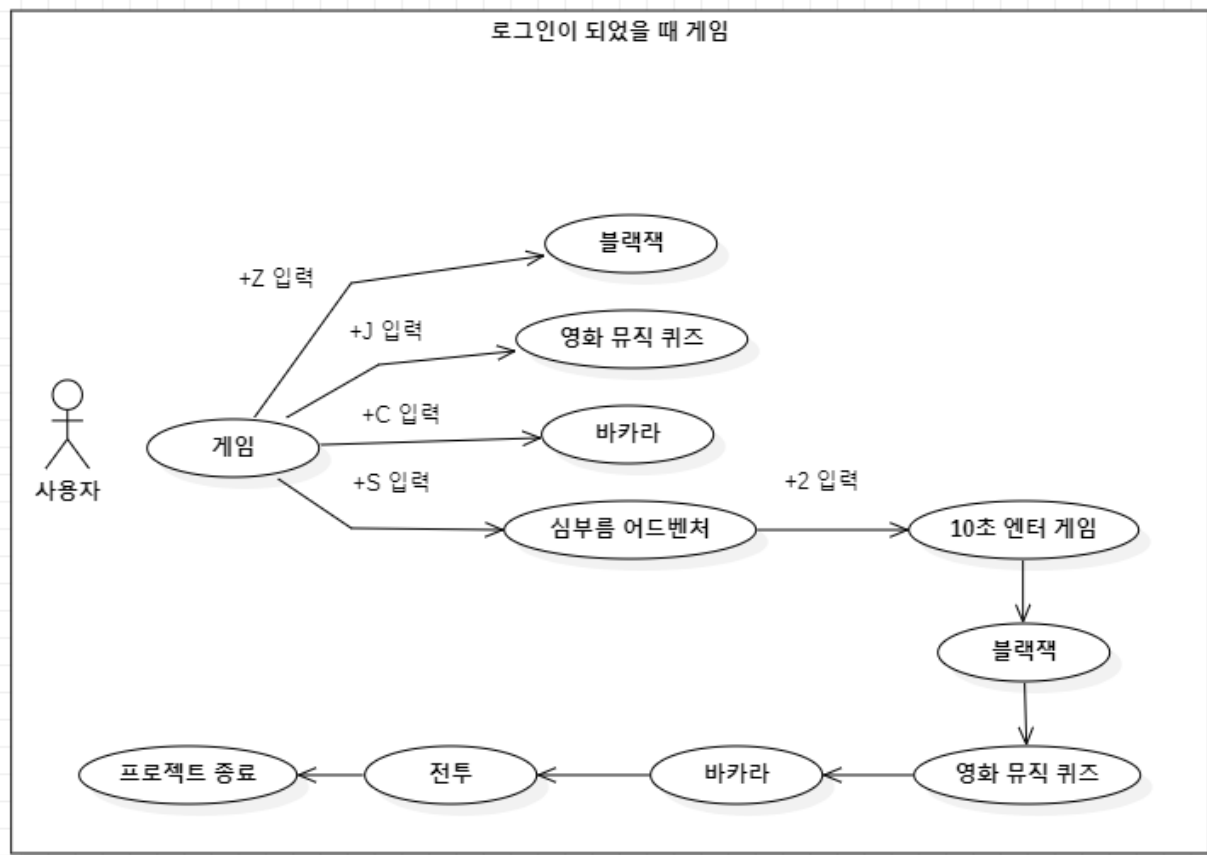 로그인이 되었을 때 게임
블랙잭
+Z 입력
+J 입력
영화 뮤직 퀴즈
+C 입력
바카라
게임
사용자
+S 입력
+2 입력
심부름 어드벤처
10초 엔터 게임
블랙잭
프로젝트 종료
전투
바카라
영화 뮤직 퀴즈